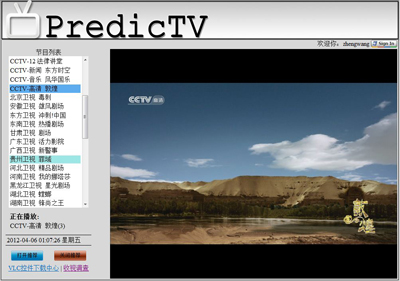 PredicTV
欢迎你，zhengwang Sign In
节目列表
CCTV-12 法律讲堂
CCTV-新闻 东方时空
CCTV-音乐 风华国乐
CCTV-高清 敦煌
北京卫视 毒刺
安徽卫视 雄风剧场
东方卫视 冲刺!中国
东南卫视 热播剧场
甘肃卫视 剧场
广东卫视 活力影院
广西卫视 新警事
贵州卫视 罪域
河北卫视 精品剧场
河南卫视 我的娜塔莎
黑龙江卫视 星光剧场
湖北卫视 螳螂
湖南卫视 锋尚之王
正在播放:
CCTV-高清 敦煌(3)
2012-04-06 01:07:26 星期五
VLC控件下载中心 | 收视调查
CCTV 高清
敦煌